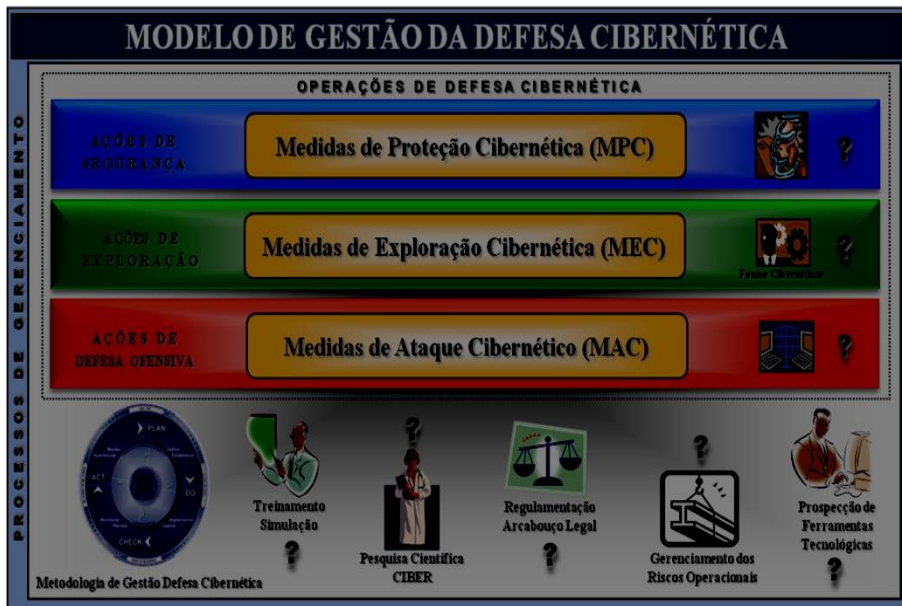 MODELO DE GESTÃO DA DEFESA CIBERNÉTICA
PROCESSOS DE GERENCIAMENTO
OPERAÇÕES DE DEFESA CIBERNÉTICA
AÇÕES DE
SEGURANÇA
Medidas de Proteção Cibernética (MPC)
?
AÇÕES DE
EXPLORAÇÃO
Medidas de Exploração Cibernética (MEC)
Fontes Cibernéticas
?
AÇÕES DE
DEFESA OFENSIVA
Medidas de Ataque Cibernético (MAC)
?
PLAN
DO
CHECK
ACT
Metodologia de Gestão Defesa Cibernética
Treinamento
Simulação
?
?
Pesquisa Científica
CIBER
Regulamentação
Arcabouço Legal
?
?
Gerenciamento dos
Riscos Operacionais
Prospecção de
Ferramentas
Tecnológicas
?